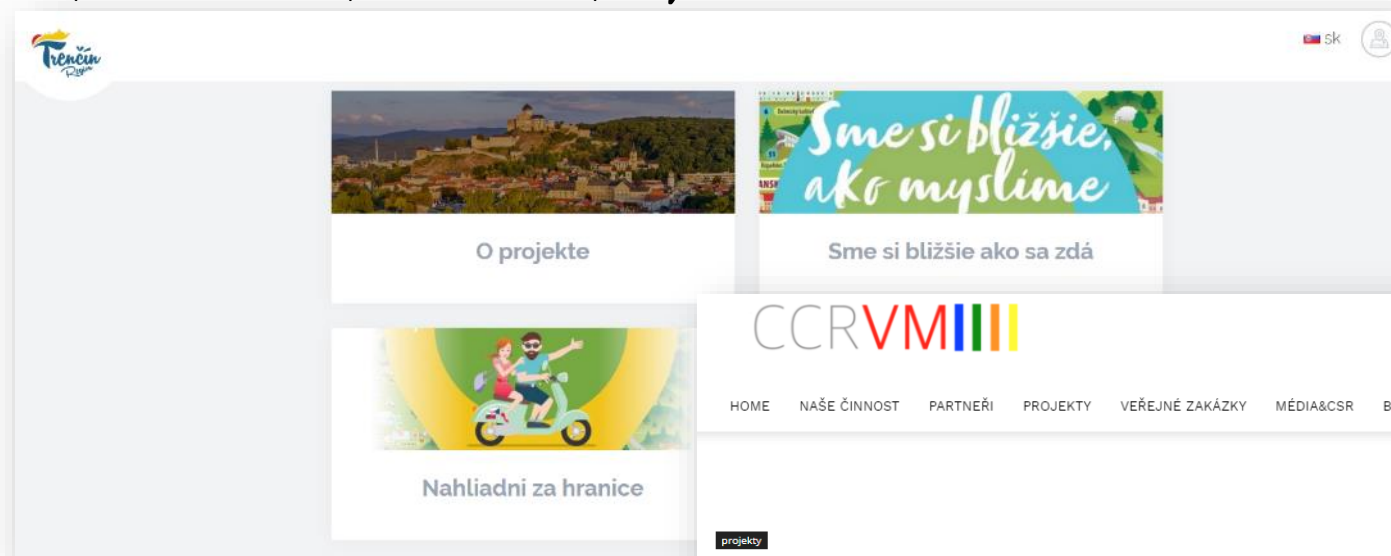 Trenčín
Región
sk
Sme si bližšie,
ako myslíme
O projekte
Sme si bližšie ako sa zdá
Nahliadni za hranice
CCRVM
HOME NAŠE ČINNOST PARTNEŘI PROJEKTY VEŘEJNÉ ZAKÁZKY MÉDIA&CSR B
projekty